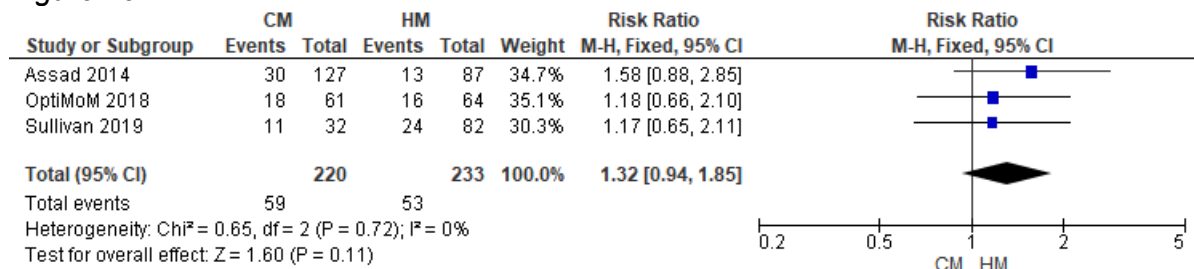 CM HM Risk Ratio Risk Ratio
Study or Subgroup Events Total Events Total Weight M-H, Fixed, 95% CI M-H, Fixed, 95% CI
Assad 2014 30 127 13 87 34.7% 1.58 [0.88, 2.85]
OptiMoM 2018 18 61 16 64 35.1% 1.18 [0.66, 2.10]
Sullivan 2019 11 32 24 82 30.3% 1.17 [0.65, 2.11]
Total (95% CI) 220 233 100.0% 1.32 [0.94, 1.85]
Total events 59 53
Heterogeneity: Chi² = 0.65, df = 2 (P = 0.72); I² = 0%
Test for overall effect: Z = 1.60 (P = 0.11)
0.2 0.5 1 2 5
CM HM